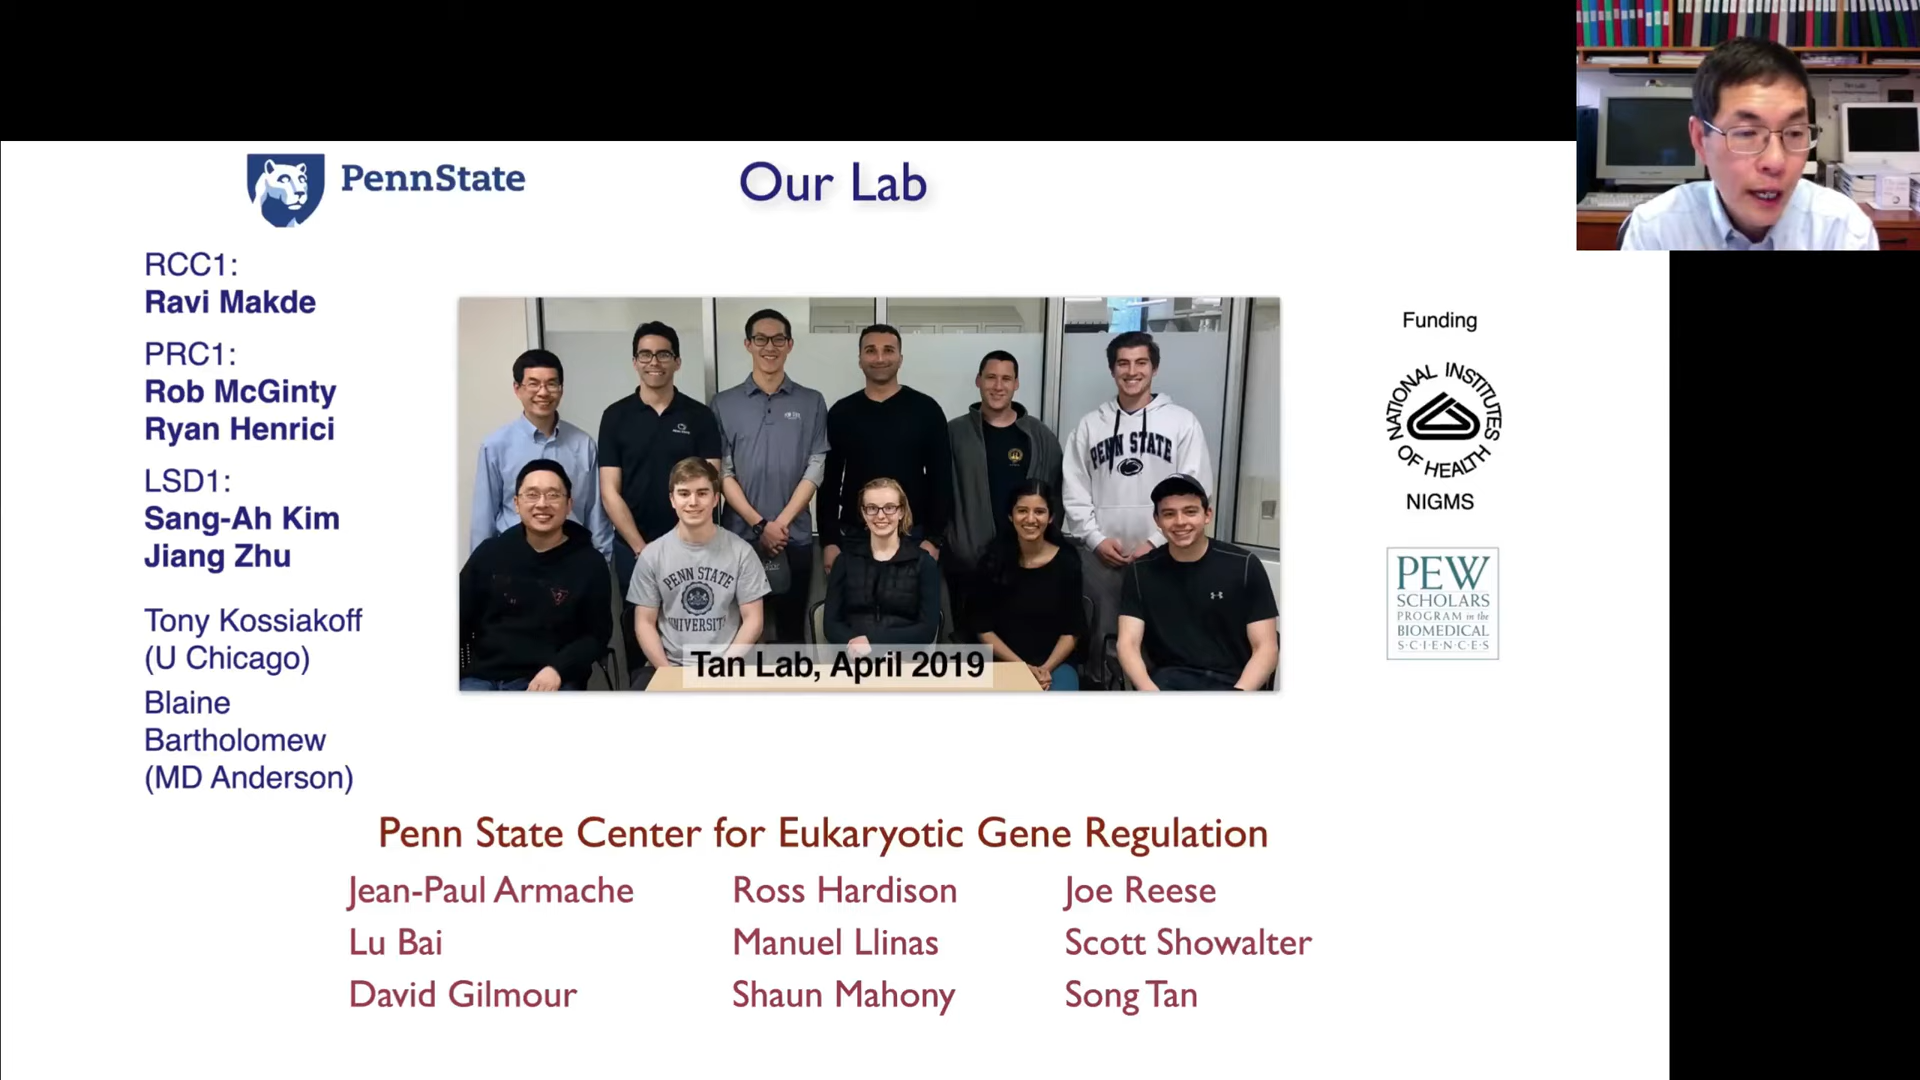 PennState
Our Lab
RCC1:
Ravi Makde
PRC1:
Rob McGinty
Ryan Henrici
LSD1:
Sang-Ah Kim
Jiang Zhu
Tony Kossiakoff
(U Chicago)
Blaine
Bartholomew
(MD Anderson)
PENN STATE
PENN STATE
UNIVERSITY
Tan Lab, April 2019
Funding
NATIONAL INSTITUTES
OF HEALTH
NIGMS
PEW
SCHOLARS
PROGRAM in the
BIOMEDICAL
S·C·I·E·N·C·E·S
Penn State Center for Eukaryotic Gene Regulation
Jean-Paul Armache
Ross Hardison
Joe Reese
Lu Bai
Manuel Llinas
Scott Showalter
David Gilmour
Shaun Mahony
Song Tan